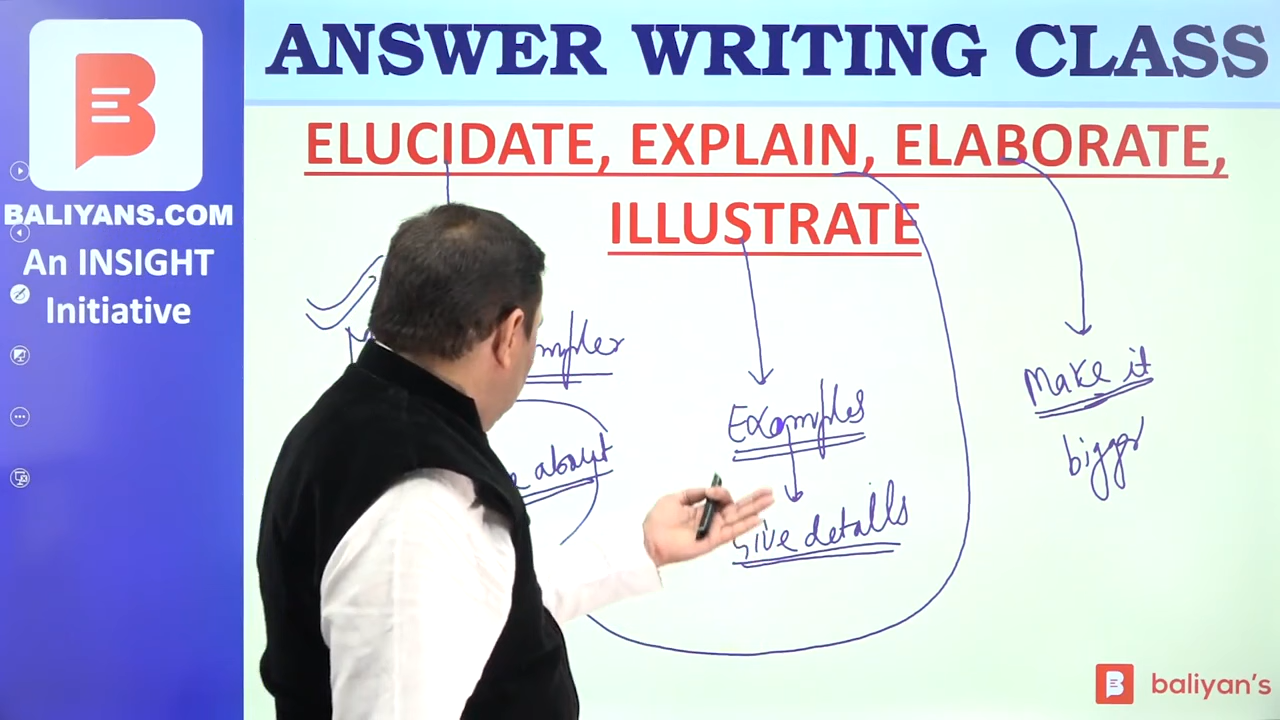 ANSWER WRITING CLASS
BALIYANS.COM
An INSIGHT
Initiative
ELUCIDATE, EXPLAIN, ELABORATE,
ILLUSTRATE
about
Examples
Give details
Make it
bigger
baliyan's